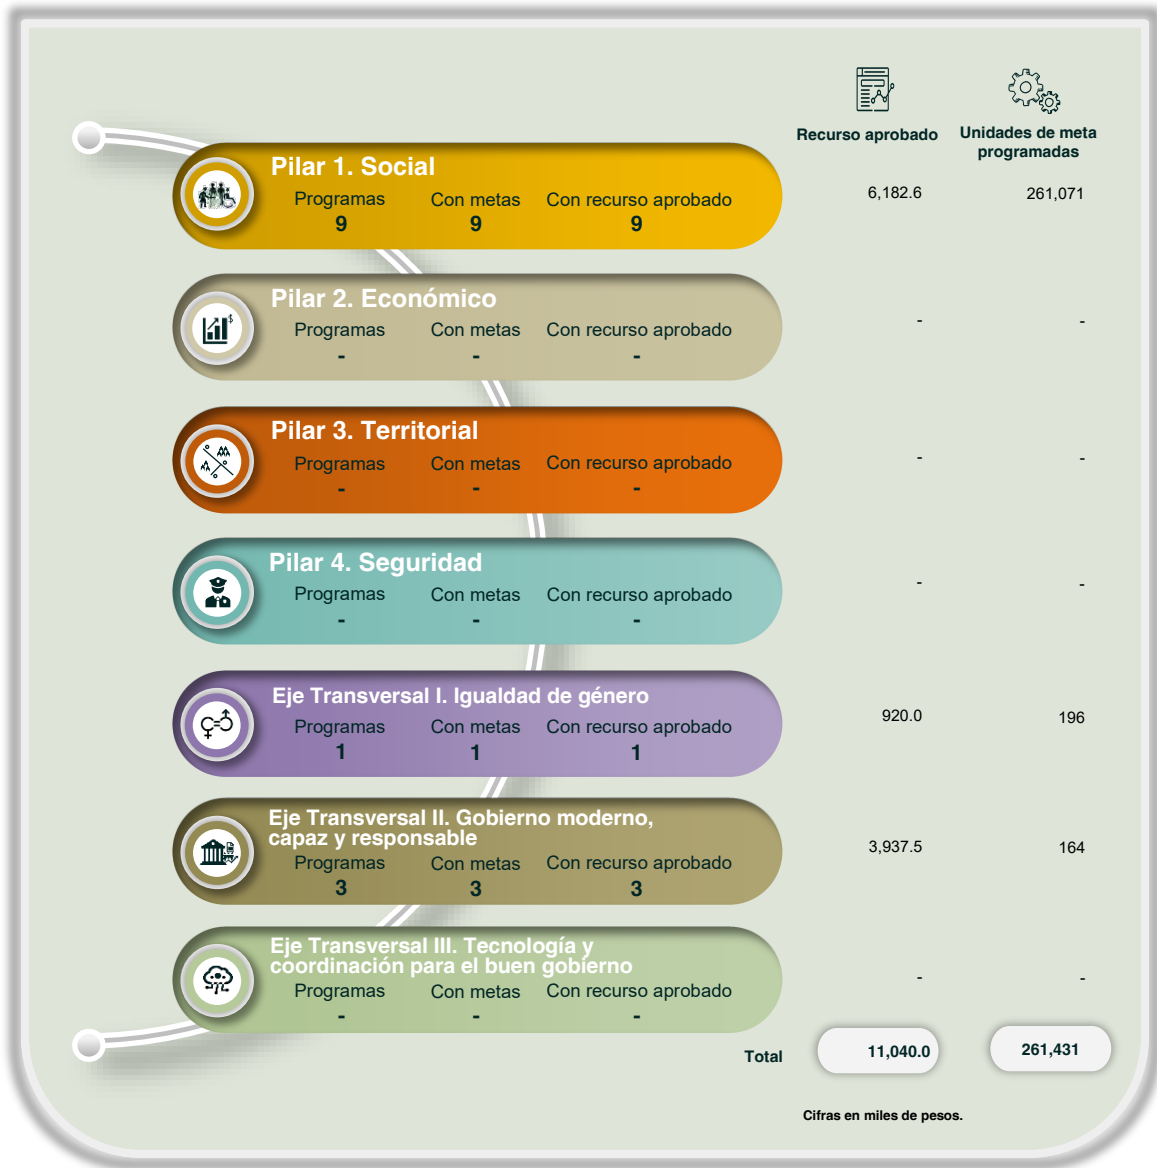 Recurso aprobado
Unidades de meta
programadas
Pilar 1. Social
Programas Con metas Con recurso aprobado
9 9 9
6,182.6 261,071
Pilar 2. Económico
Programas Con metas Con recurso aprobado
- - -
- -
Pilar 3. Territorial
Programas Con metas Con recurso aprobado
- - -
- -
Pilar 4. Seguridad
Programas Con metas Con recurso aprobado
- - -
- -
Eje Transversal I. Igualdad de género
Programas Con metas Con recurso aprobado
1 1 1
920.0 196
Eje Transversal II. Gobierno moderno,
capaz y responsable
Programas Con metas Con recurso aprobado
3 3 3
3,937.5 164
Eje Transversal III. Tecnología y
coordinación para el buen gobierno
Programas Con metas Con recurso aprobado
- - -
- -
Total 11,040.0 261,431
Cifras en miles de pesos.